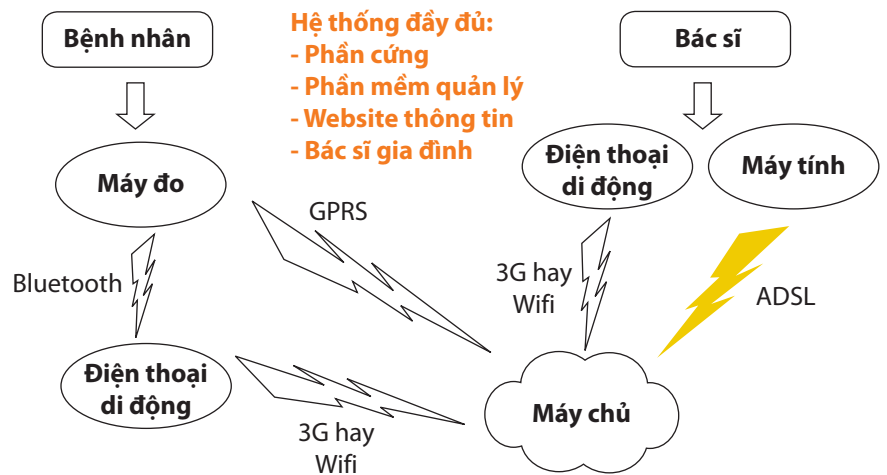 Bệnh nhân
Hệ thống đầy đủ:
- Phần cứng
- Phần mềm quản lý
- Website thông tin
- Bác sĩ gia đình
Bác sĩ
Máy đo
Điện thoại
di động
Máy tính
GPRS
Bluetooth
3G hay
Wifi
ADSL
Điện thoại
di động
3G hay
Wifi
Máy chủ